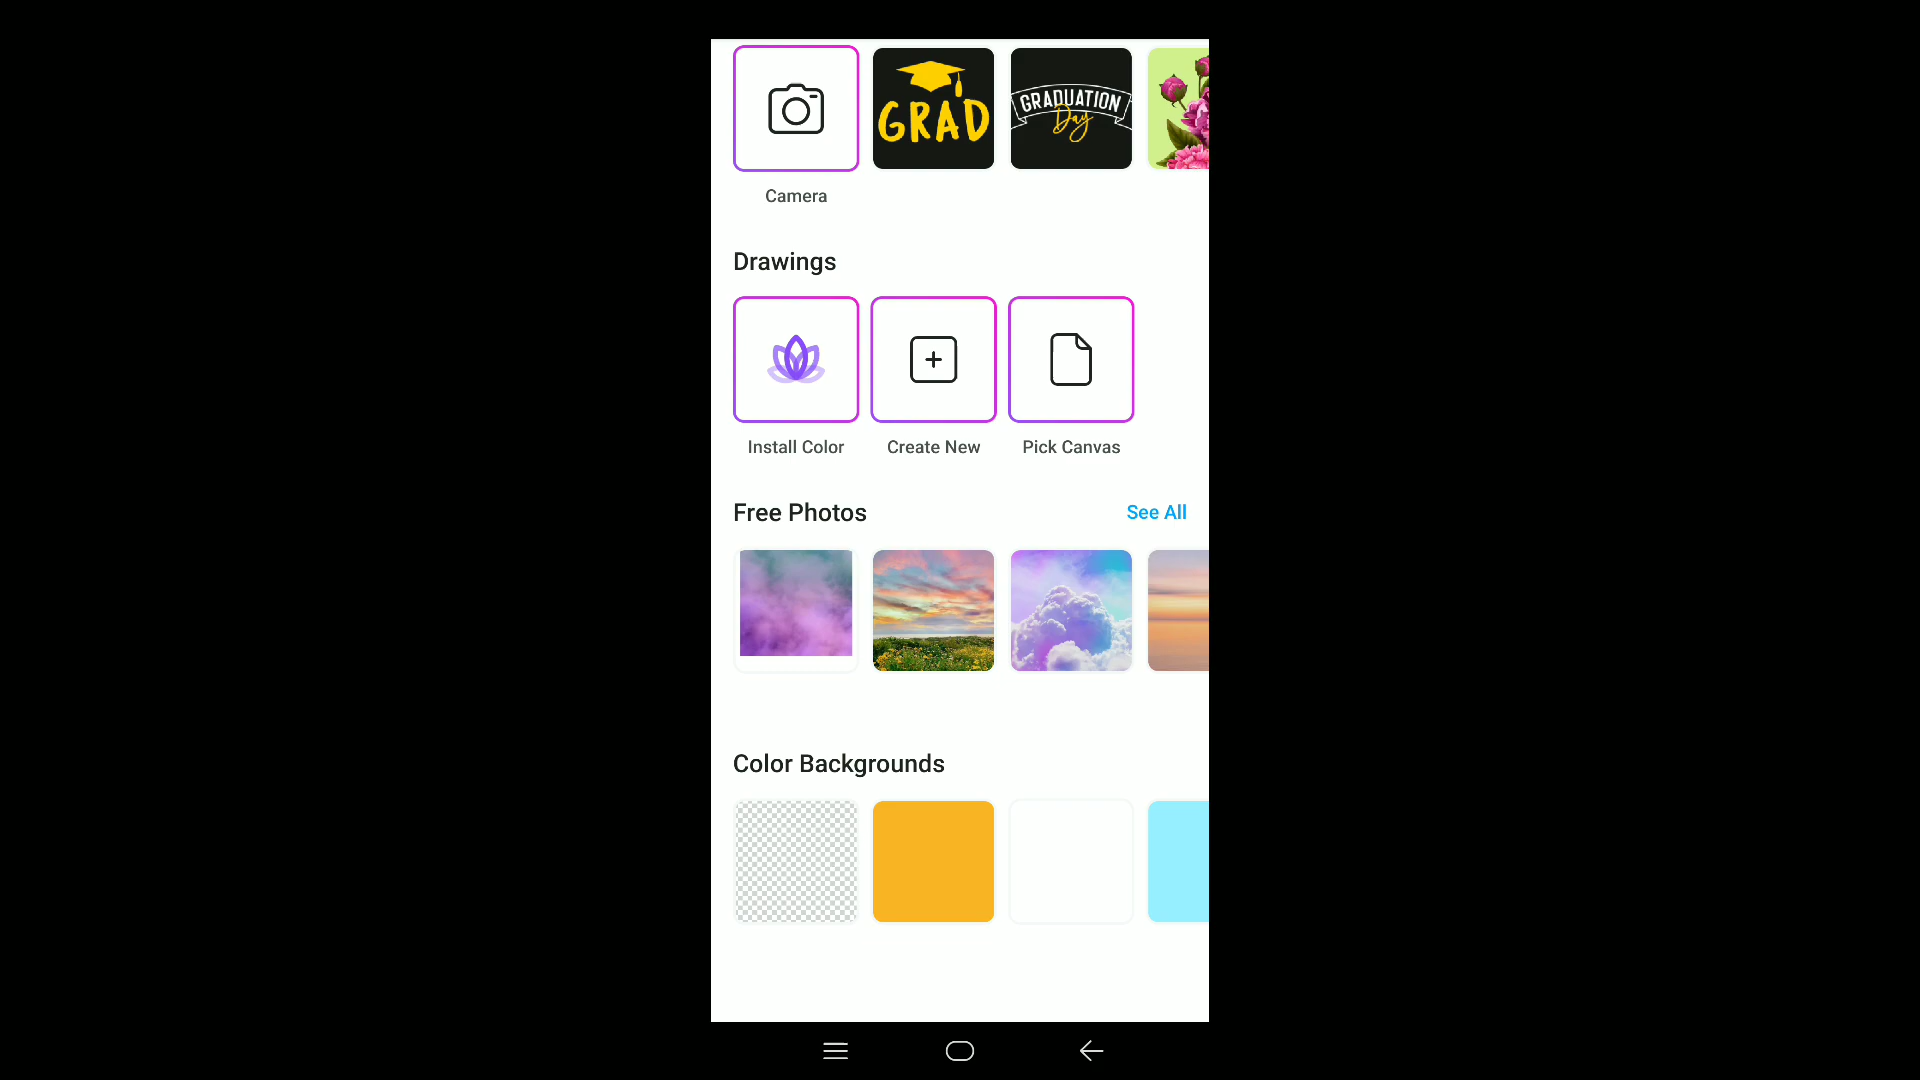 GRAD
GRADUATION
Day
Camera
Drawings
Install Color
Create New
Pick Canvas
Free Photos
See All
Color Backgrounds